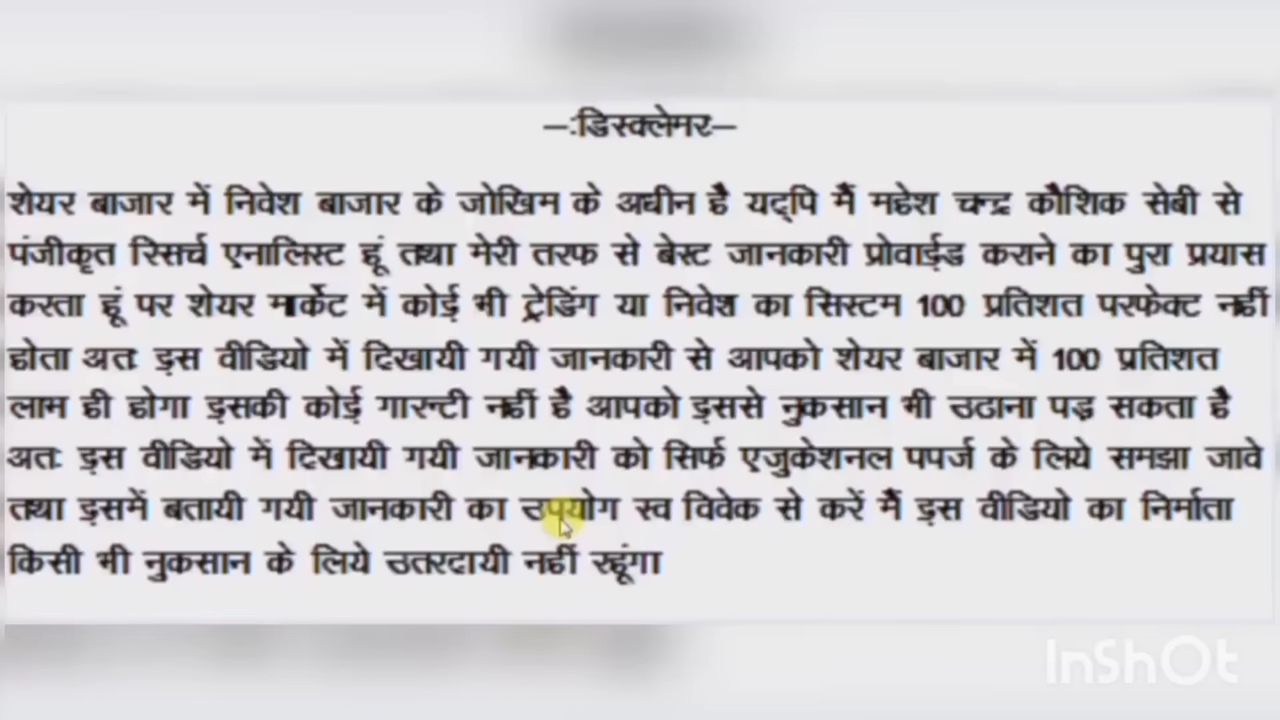 —:डिस्क्लेमर—
शेयर बाजार में निवेश बाजार के जोखिम के अधीन है यद्पि मैं महेश चन्द्र कौशिक सेबी से
पंजीकृत रिसर्च एनालिस्ट हूं तथा मेरी तरफ से बेस्ट जानकारी प्रोवाईड कराने का पुरा प्रयास
करता हूं पर शेयर मार्केट में कोई भी ट्रेडिंग या निवेश का सिस्टम 100 प्रतिशत परफेक्ट नहीं
होता अतः इस वीडियो में दिखायी गयी जानकारी से आपको शेयर बाजार में 100 प्रतिशत
लाभ ही होगा इसकी कोई गारन्टी नहीं है आपको इससे नुकसान भी उठाना पड़ सकता है
अतः इस वीडियो में दिखायी गयी जानकारी को सिर्फ एजुकेशनल पपर्ज के लिये समझा जावे
तथा इसमें बतायी गयी जानकारी का उपयोग स्व विवेक से करें मैं इस वीडियो का निर्माता
किसी भी नुकसान के लिये उतरदायी नहीं रहूंगा
InShOt